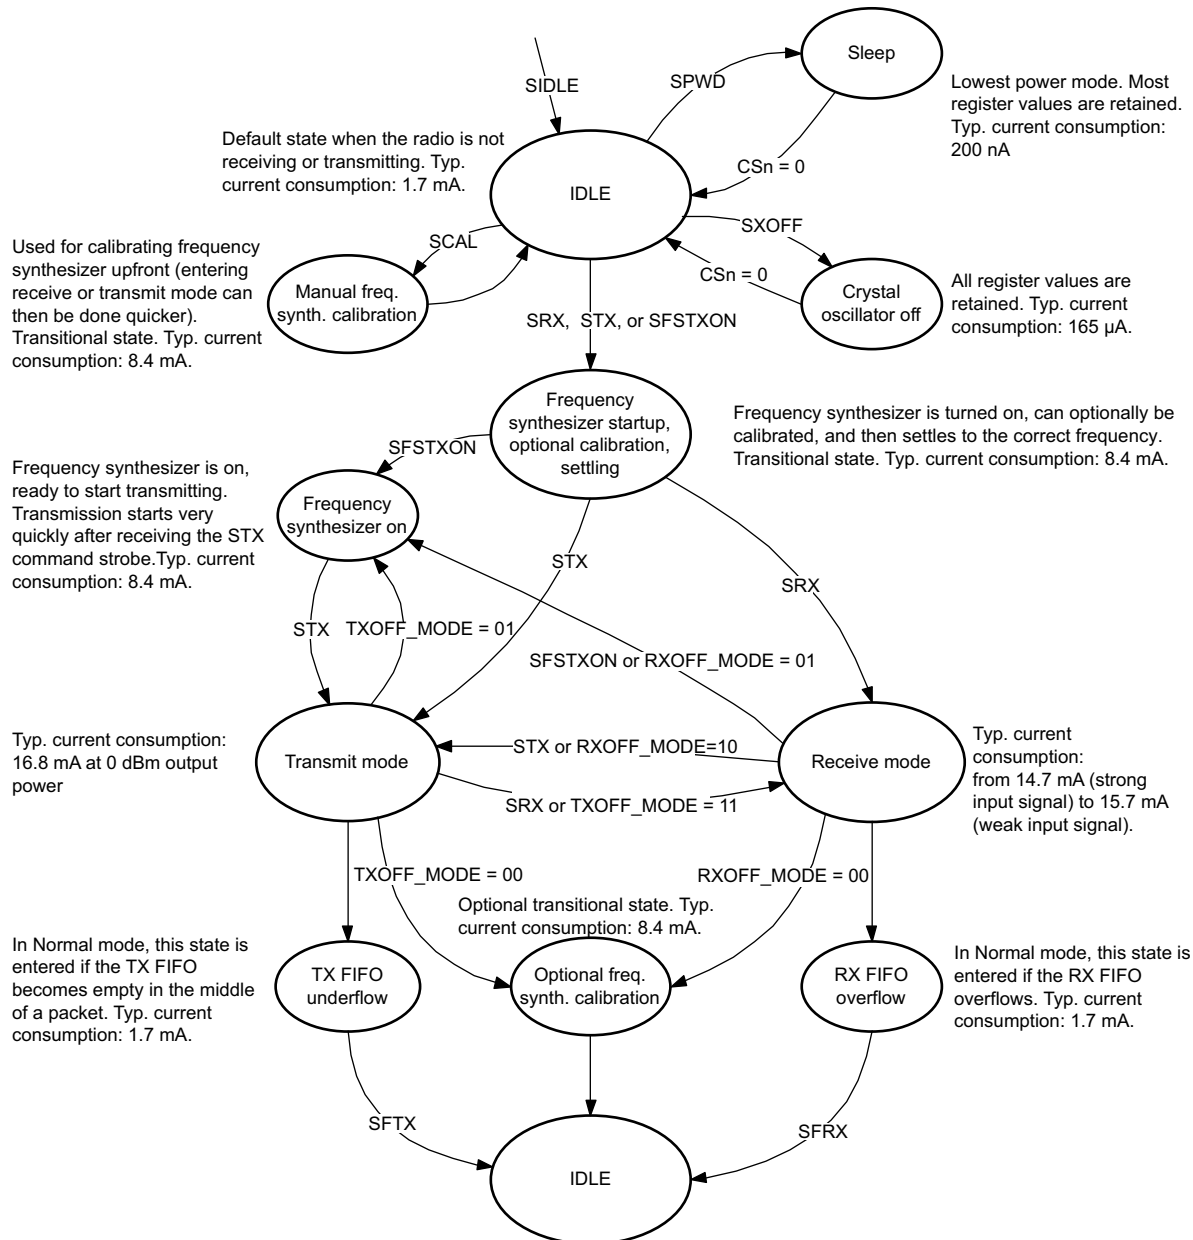 Sleep
SIDLE
SPWD
Lowest power mode. Most
register values are retained.
Typ. current consumption:
200 nA
Default state when the radio is not
receiving or transmitting. Typ.
current consumption: 1.7 mA.
CSn = 0
IDLE
SXOFF
SCAL
CSn = 0
Used for calibrating frequency
synthesizer upfront (entering
receive or transmit mode can
then be done quicker).
Transitional state. Typ. current
consumption: 8.4 mA.
Manual freq.
synth. calibration
Crystal
oscillator off
All register values are
retained. Typ. current
consumption: 165 µA.
SRX, STX, or SFSTXON
Frequency
synthesizer startup,
optional calibration,
settling
Frequency synthesizer is turned on, can optionally be
calibrated, and then settles to the correct frequency.
Transitional state. Typ. current consumption: 8.4 mA.
SFSTXON
Frequency synthesizer is on,
ready to start transmitting.
Transmission starts very
quickly after receiving the STX
command strobe.Typ. current
consumption: 8.4 mA.
Frequency
synthesizer on
STX
SRX
STX
TXOFF_MODE = 01
SFSTXON or RXOFF_MODE = 01
Typ. current consumption:
16.8 mA at 0 dBm output
power
Transmit mode
STX or RXOFF_MODE=10
SRX or TXOFF_MODE = 11
Receive mode
Typ. current
consumption:
from 14.7 mA (strong
input signal) to 15.7 mA
(weak input signal).
TXOFF_MODE = 00
RXOFF_MODE = 00
Optional transitional state. Typ.
current consumption: 8.4 mA.
In Normal mode, this state is
entered if the TX FIFO
becomes empty in the middle
of a packet. Typ. current
consumption: 1.7 mA.
TX FIFO
underflow
Optional freq.
synth. calibration
RX FIFO
overflow
In Normal mode, this state is
entered if the RX FIFO
overflows. Typ. current
consumption: 1.7 mA.
SFTX
SFRX
IDLE